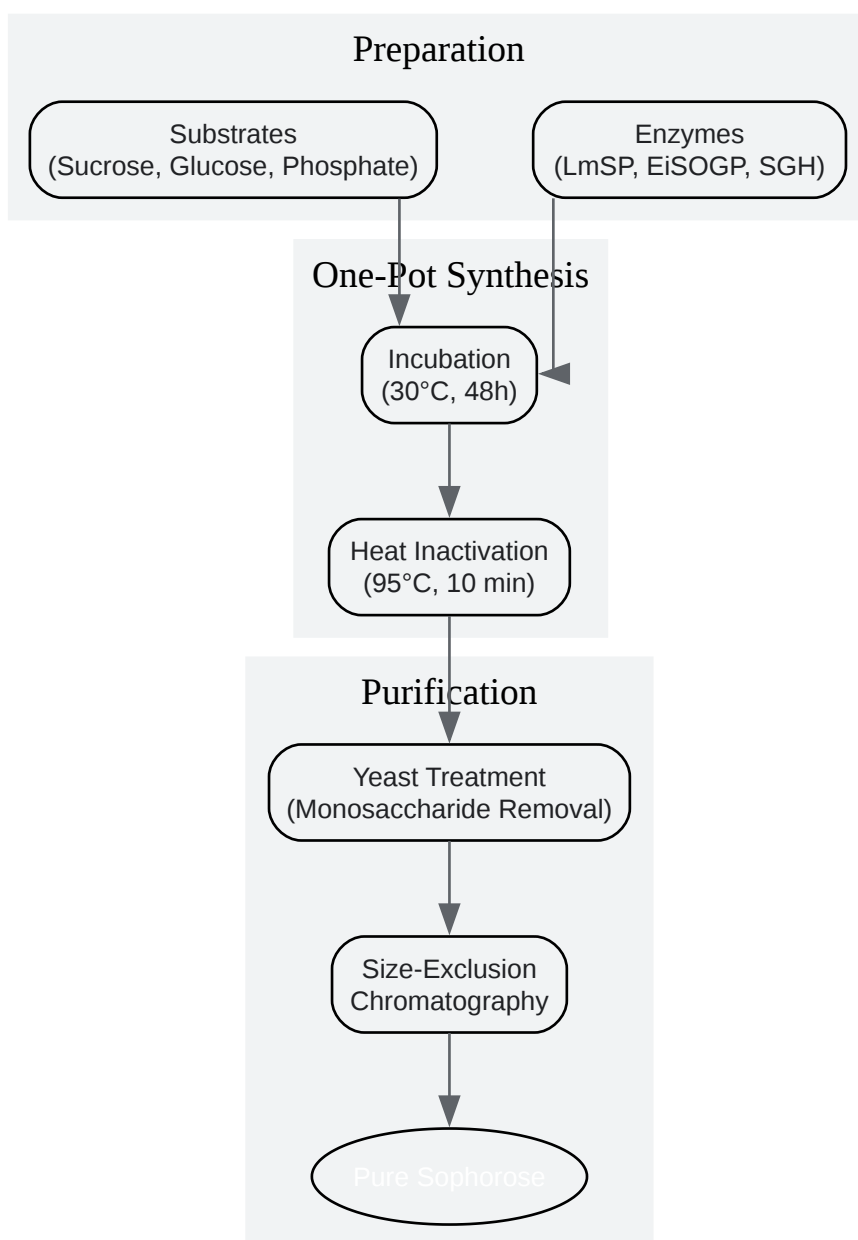 Preparation
Substrates
(Sucrose, Glucose, Phosphate)
Enzymes
(LmSP, EiSOGP, SGH)
One-Pot Synthesis
Incubation
(30°C, 48h)
Heat Inactivation
(95°C, 10 min)
Purification
Yeast Treatment
(Monosaccharide Removal)
Size-Exclusion
Chromatography
Pure Sophorose